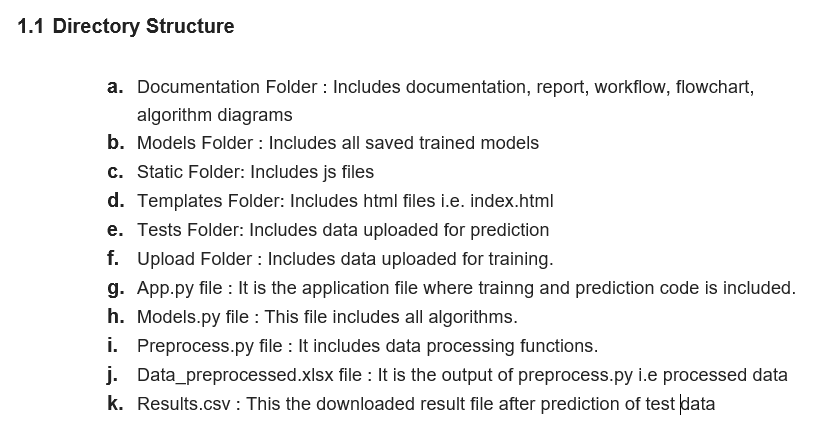 1.1 Directory Structure
a. Documentation Folder : Includes documentation, report, workflow, flowchart,
algorithm diagrams
b. Models Folder : Includes all saved trained models
c. Static Folder: Includes js files
d. Templates Folder: Includes html files i.e. index.html
e. Tests Folder: Includes data uploaded for prediction
f. Upload Folder : Includes data uploaded for training.
g. App.py file : It is the application file where trainng and prediction code is included.
h. Models.py file : This file includes all algorithms.
i. Preprocess.py file : It includes data processing functions.
j. Data_preprocessed.xlsx file : It is the output of preprocess.py i.e processed data
k. Results.csv : This the downloaded result file after prediction of test data